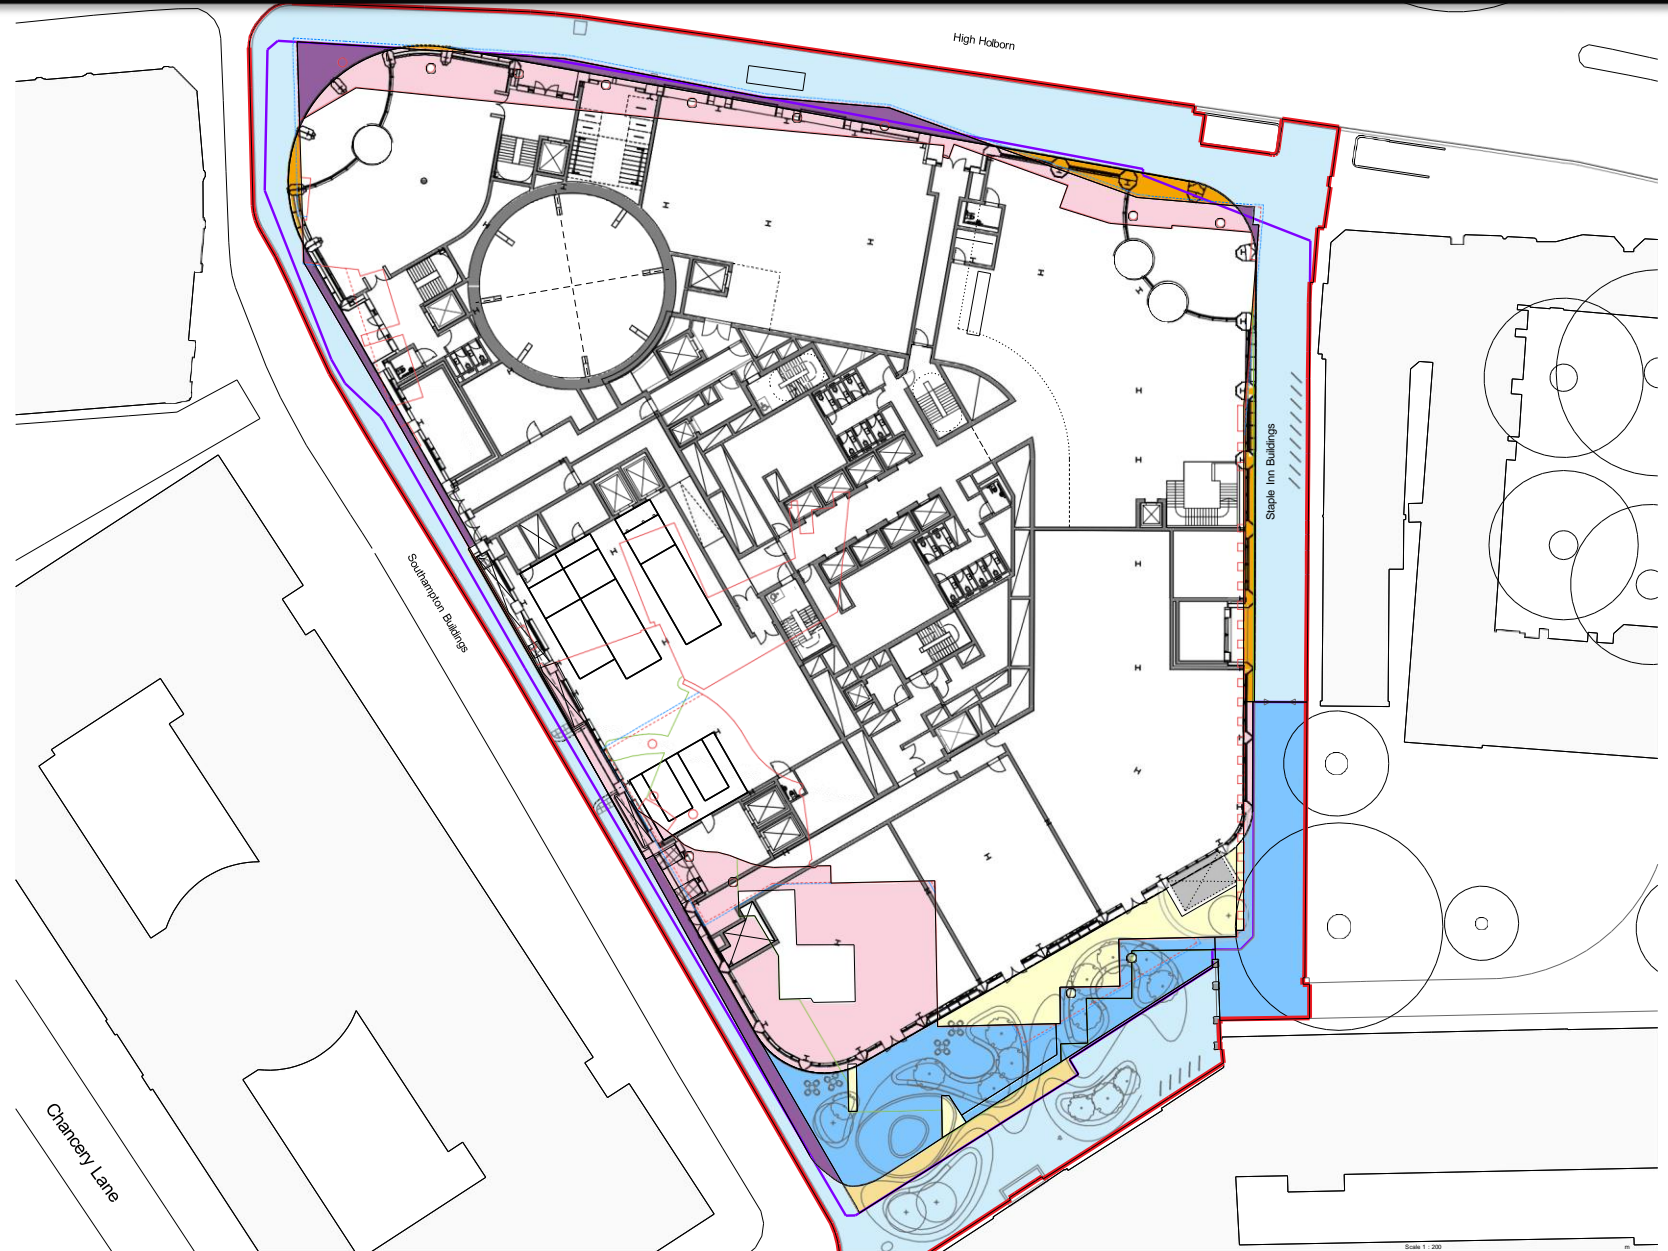 High Holborn
Staple Inn Buildings
Southampton Buildings
Chancery Lane
Scale 1 : 200
m